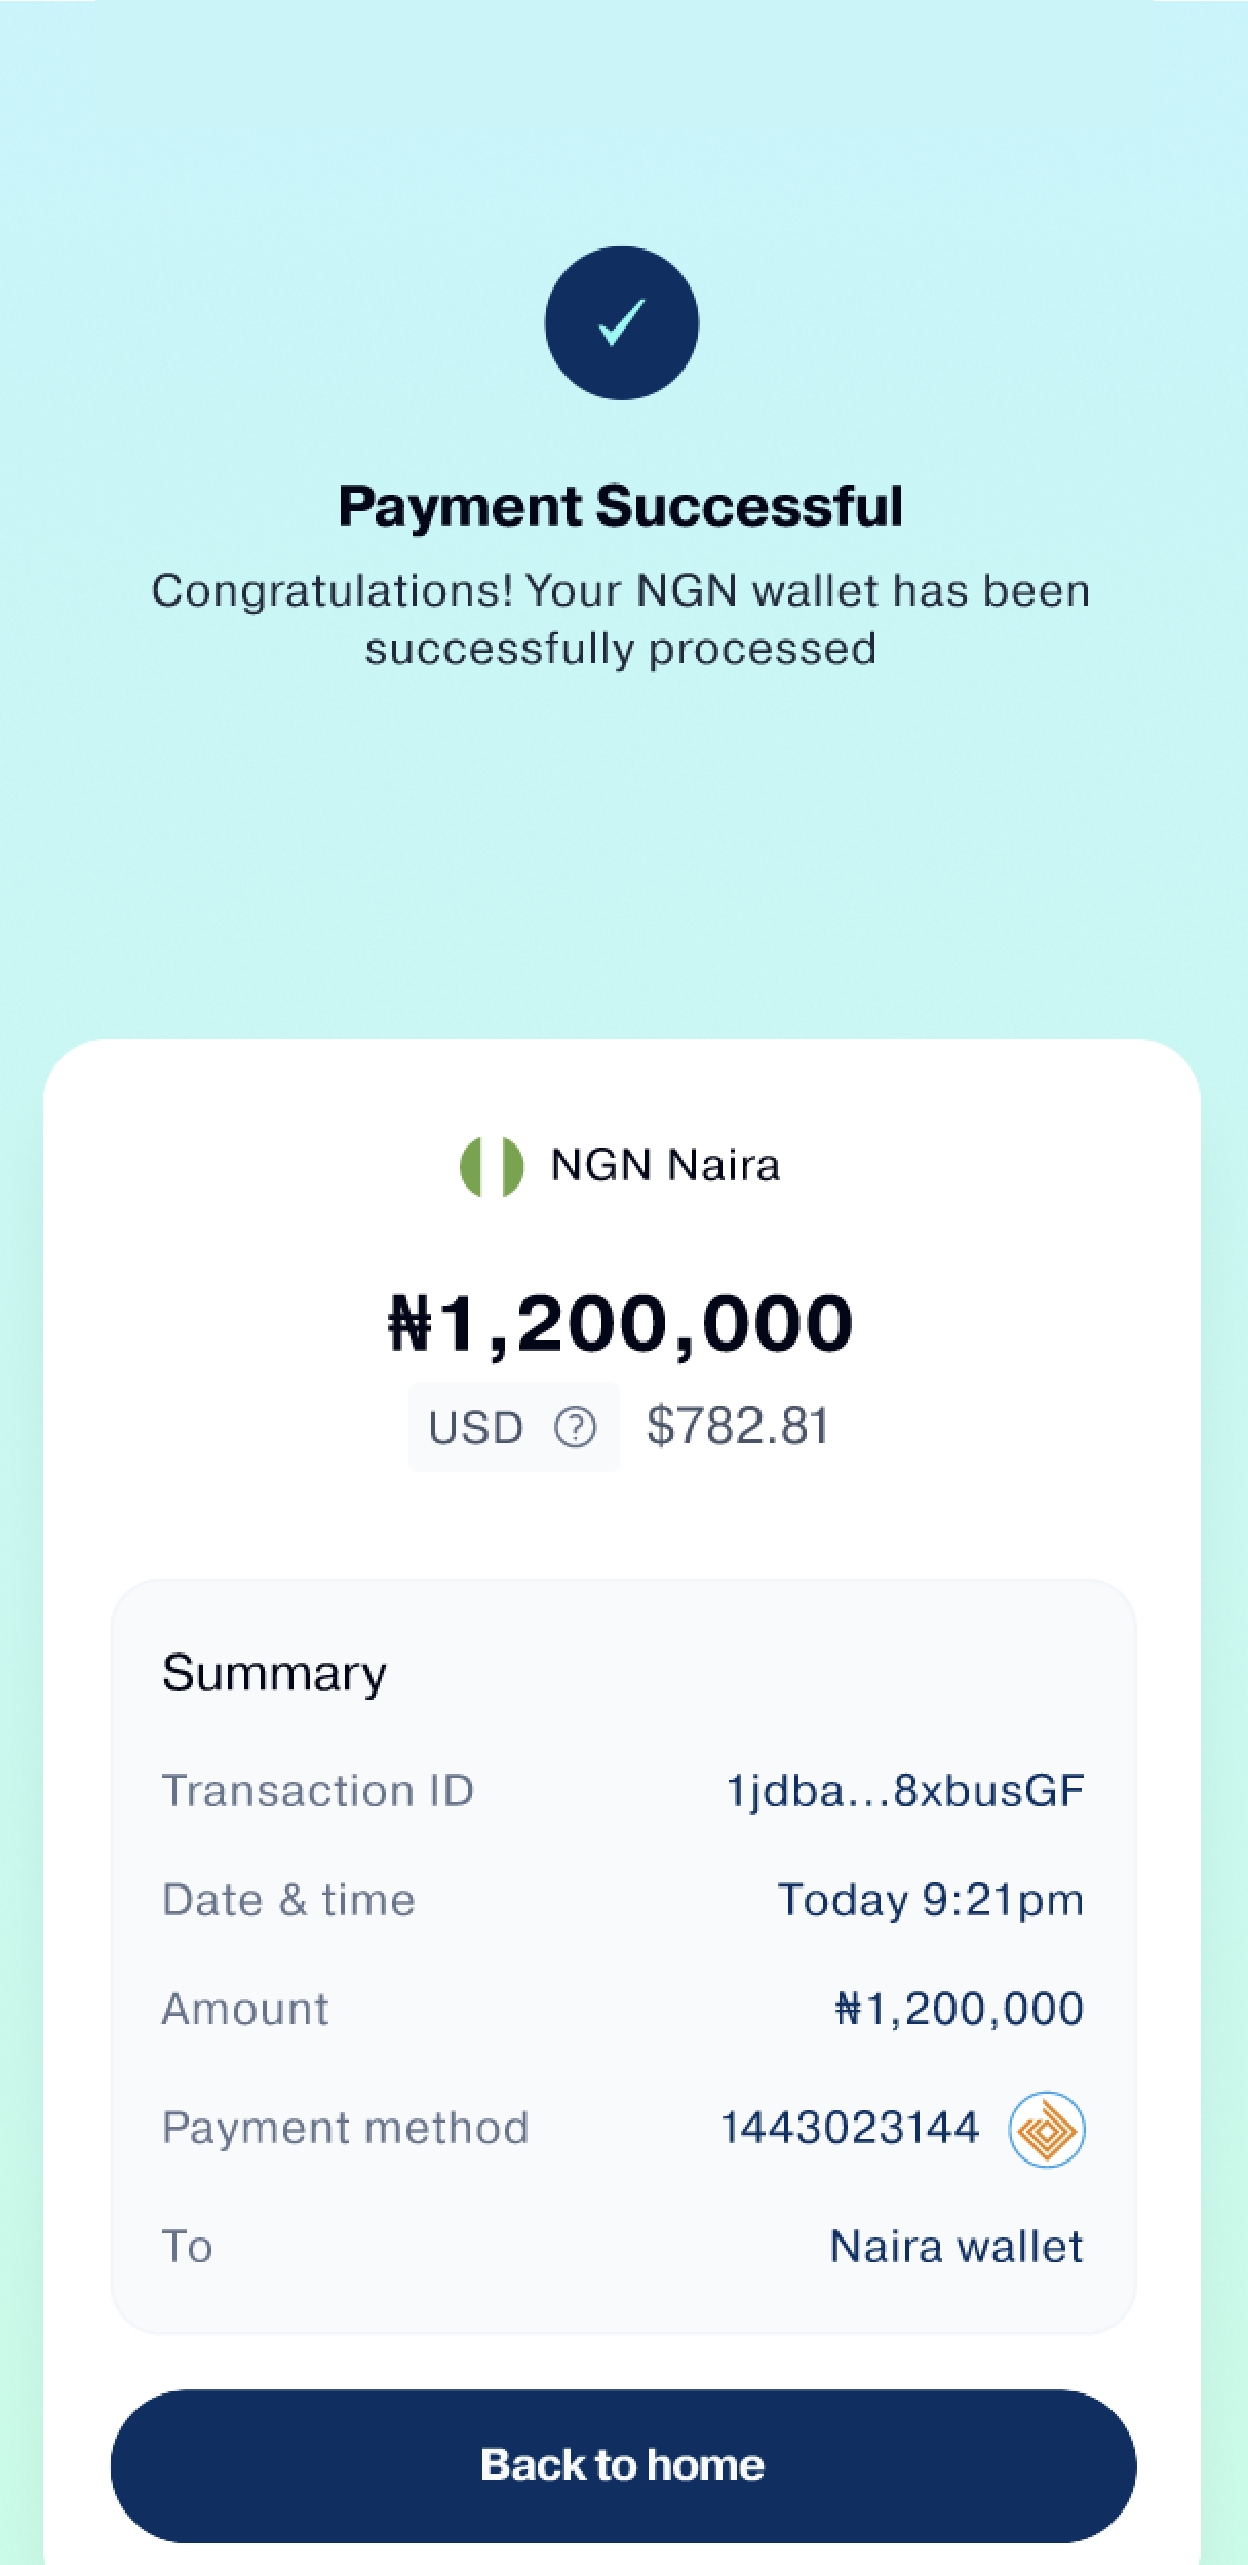 Payment Successful
Congratulations! Your NGN wallet has been
successfully processed
NGN Naira
₦1,200,000
USD ? $782.81
Summary
Transaction ID 1jdba...8xbusGF
Date & time Today 9:21pm
Amount ₦1,200,000
Payment method 1443023144
To Naira wallet
Back to home